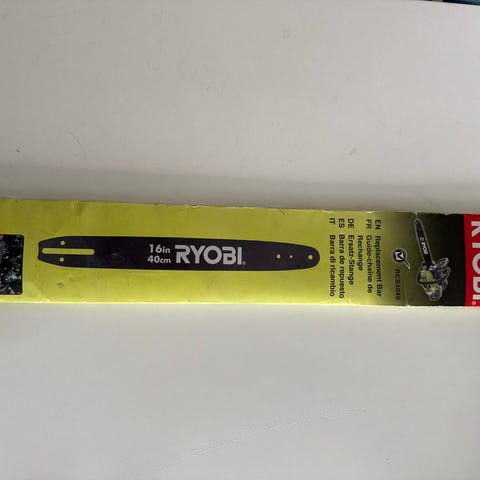 16in
40cm
RYOBI
EN Replacement Bar
FR Guide-chaîne de
Rechange
DE Ersatz-Stange
ES Barra de repuesto
IT Barra di ricambio
RCS4040
RYOBI